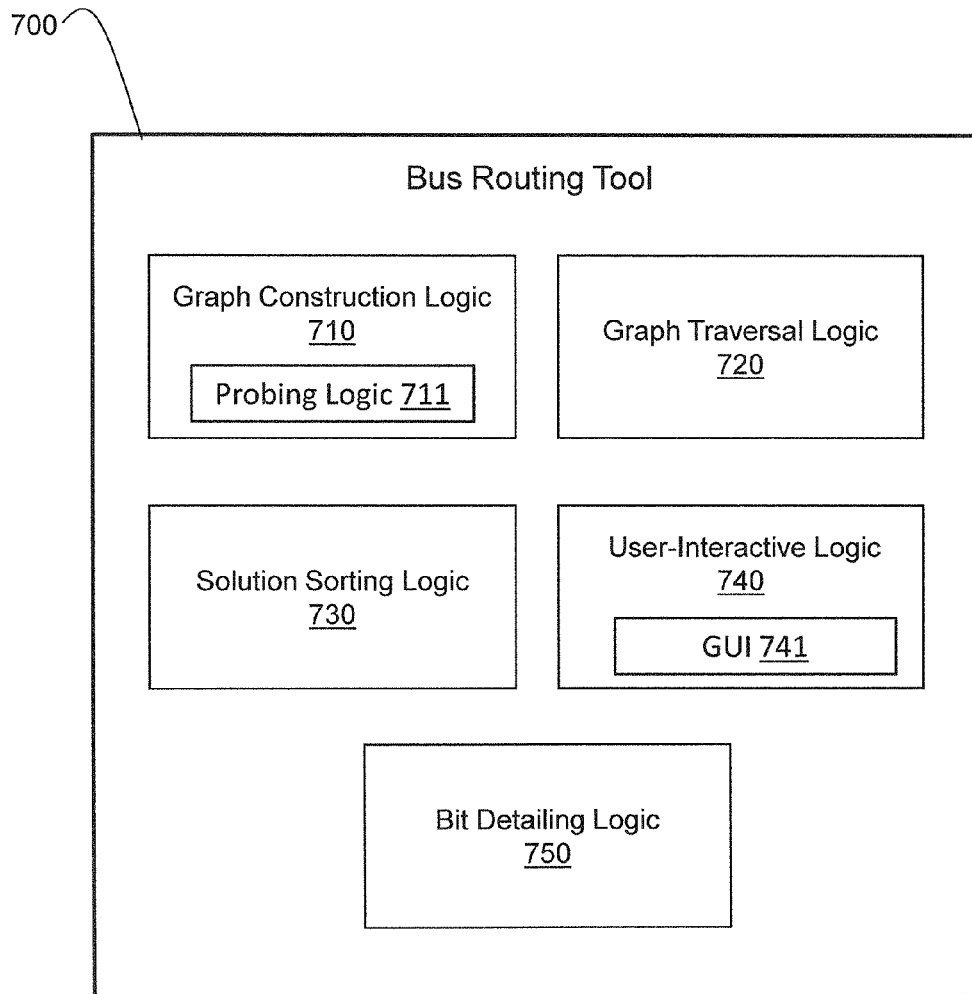 700
Bus Routing Tool
Graph Construction Logic
710
Probing Logic 711
Graph Traversal Logic
720
Solution Sorting Logic
730
User-Interactive Logic
740
GUI 741
Bit Detailing Logic
750